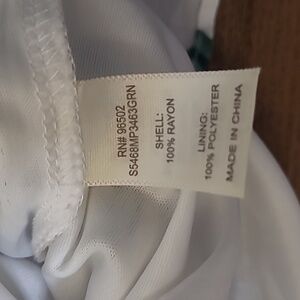 RN# 96502
S5468MP3463GRN
SHELL:
100% RAYON
LINING:
100% POLYESTER
MADE IN CHINA